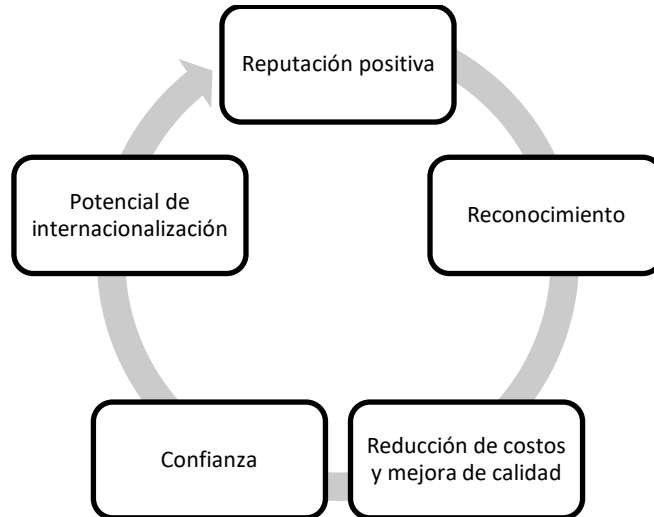 Reputación positiva
Reconocimiento
Reducción de costos
y mejora de calidad
Confianza
Potencial de
internacionalización